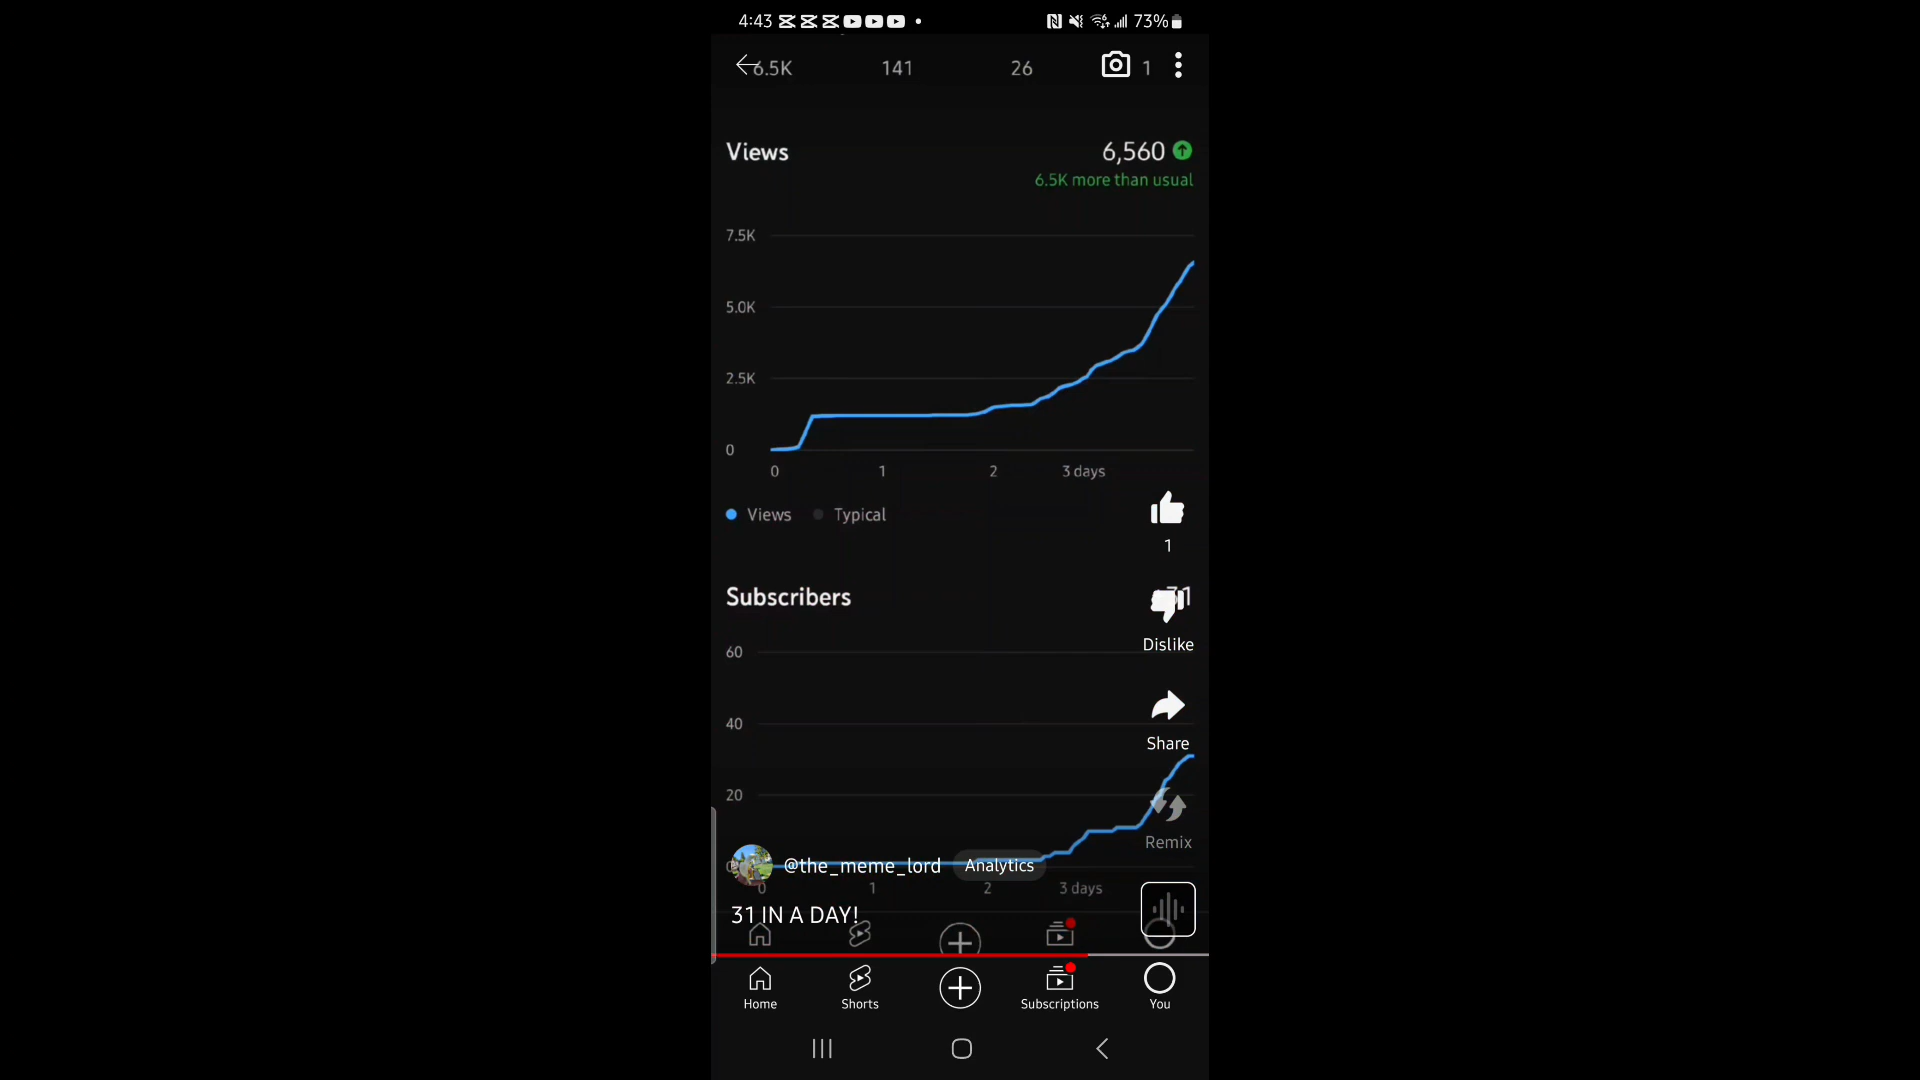 4:43 73%
6.5K 141 26 1
Views 6,560
6.5K more than usual
7.5K
5.0K
2.5K
0
0 1 2 3 days
Views Typical
1
Subscribers 31
Dislike
60
40
Share
20
Remix
0
@the_meme_lord Analytics
0 1 2 3 days
31 IN A DAY!
Home Shorts Subscriptions You